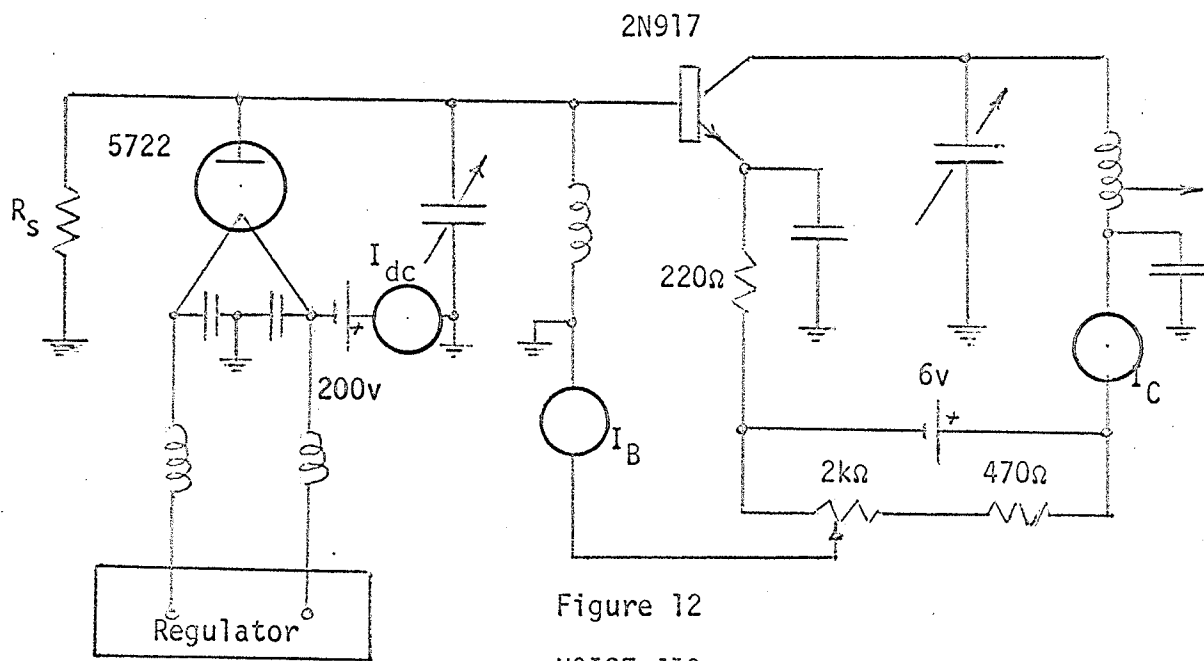 2N917
5722
R_s
I_dc
220Ω
200v
6v
I_C
I_B
2kΩ
470Ω
Regulator
Figure 12